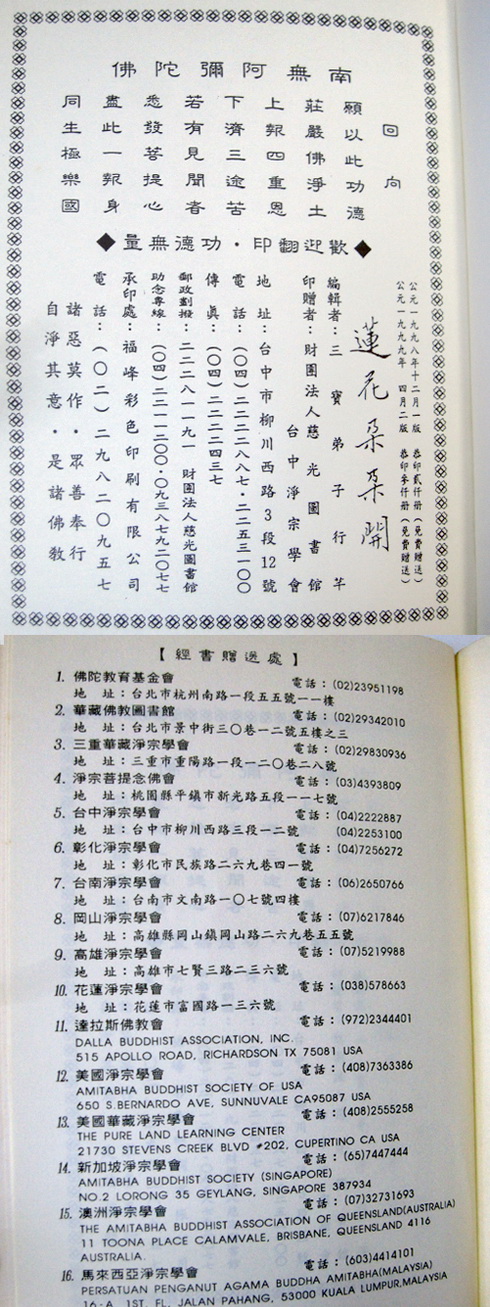 南無阿彌陀佛
回向
願以此功德
莊嚴佛淨土
上報四重恩
下濟三途苦
若有見聞者
悉發菩提心
盡此一報身
同生極樂國
◆歡迎翻印・功德無量◆
公元一九九八年十二月一版 恭印貳仟冊(免費贈送)
公元一九九九年 四月二版 恭印參仟冊(免費贈送)
蓮花朵朵開
編輯者：三寶弟子行芊
印贈者：財團法人慈光圖書館
台中淨宗學會
地 址：台中市柳川西路3段12號
電 話：(〇四)二二二二八八七・二二五三一〇〇
傳 真：(〇四)二二二二四三七
郵政劃撥：二二二八一一九一 財團法人慈光圖書館
助念專線：(〇四)二二一一二〇〇・〇九三八七九二〇七七
承印處：福峰彩色印刷有限公司
電 話：(〇二)二九八二〇九五七
諸惡莫作・眾善奉行
自淨其意・是諸佛教
【經書贈送處】
1. 佛陀教育基金會 電話：(02)23951198
地 址：台北市杭州南路一段五五號一一樓
2. 華藏佛教圖書館 電話：(02)29342010
地 址：台北市景中街三〇巷一二號五樓之三
3. 三重華藏淨宗學會 電話：(02)29830936
地 址：三重市重陽路一段一二〇巷二八號
4. 淨宗菩提念佛會 電話：(03)4393809
地 址：桃園縣平鎮市新光路五段一一七號
5. 台中淨宗學會 電話：(04)2222887
地 址：台中市柳川西路三段一二號 (04)2253100
6. 彰化淨宗學會 電話：(04)7256272
地 址：彰化市民族路二六九巷四一號
7. 台南淨宗學會 電話：(06)2650766
地 址：台南市文南路一〇七號四樓
8. 岡山淨宗學會 電話：(07)6217846
地 址：高雄縣岡山鎮岡山路二六九巷五五號
9. 高雄淨宗學會 電話：(07)5219988
地 址：高雄市七賢三路二三六號
10. 花蓮淨宗學會 電話：(038)578663
地 址：花蓮市富國路一三六號
11. 達拉斯佛教會 電話：(972)2344401
DALLA BUDDHIST ASSOCIATION, INC.
515 APOLLO ROAD, RICHARDSON TX 75081 USA
12. 美國淨宗學會 電話：(408)7363386
AMITABHA BUDDHIST SOCIETY OF USA
650 S.BERNARDO AVE, SUNNUVALE CA95087 USA
13. 美國華藏淨宗學會 電話：(408)2555258
THE PURE LAND LEARNING CENTER
21730 STEVENS CREEK BLVD #202, CUPERTINO CA USA
14. 新加坡淨宗學會 電話：(65)7447444
AMITABHA BUDDHIST SOCIETY (SINGAPORE)
NO.2 LORONG 35 GEYLANG, SINGAPORE 387934
15. 澳洲淨宗學會 電話：(07)32731693
THE AMITABHA BUDDHIST ASSOCIATION OF QUEENSLAND(AUSTRALIA)
11 TOONA PLACE CALAMVALE, BRISBANE, QUEENSLAND 4116
AUSTRALIA.
16. 馬來西亞淨宗學會 電話：(603)4414101
PERSATUAN PENGANUT AGAMA BUDDHA AMITABHA(MALAYSIA)
16-A, 1ST. FL, JALAN PAHANG, 53000 KUALA LUMPUR,MALAYSIA